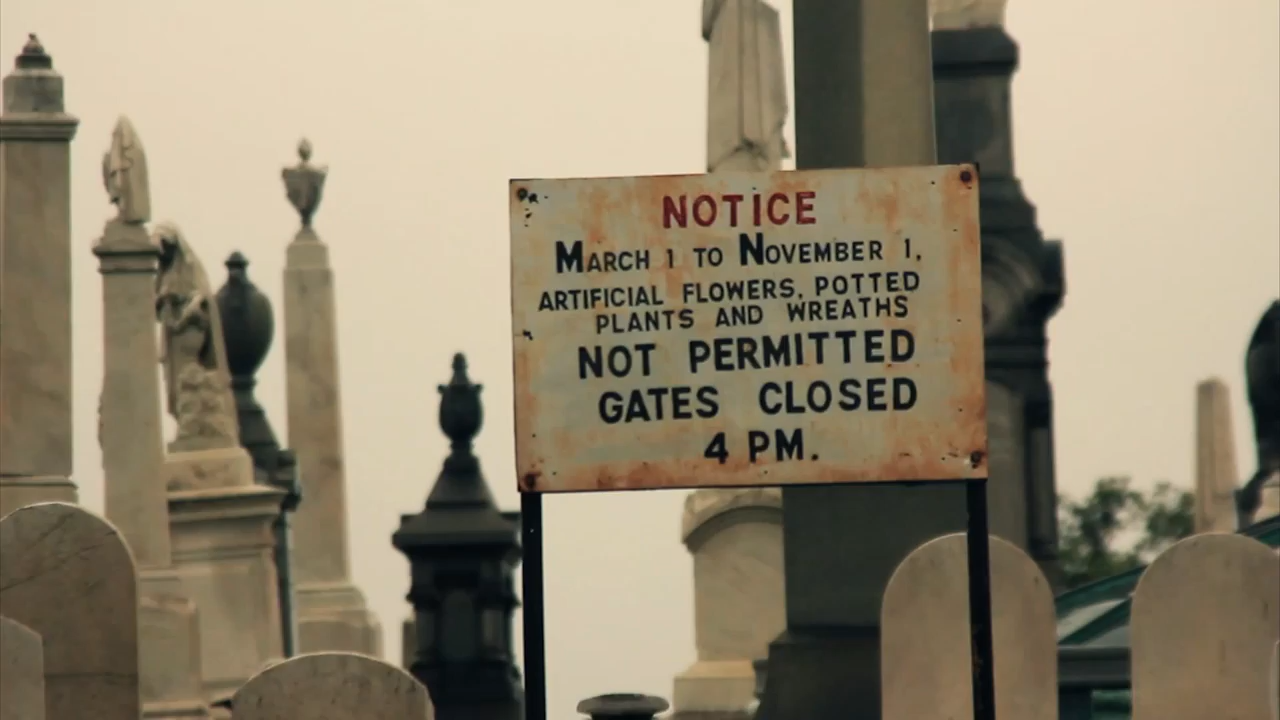 NOTICE
MARCH 1 TO NOVEMBER 1,
ARTIFICIAL FLOWERS, POTTED
PLANTS AND WREATHS
NOT PERMITTED
GATES CLOSED
4 PM.